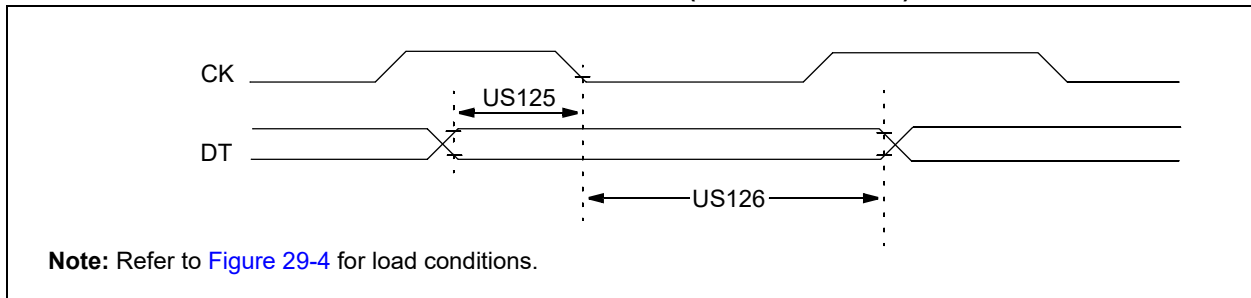 CK
US125
DT
US126
Note: Refer to Figure 29-4 for load conditions.